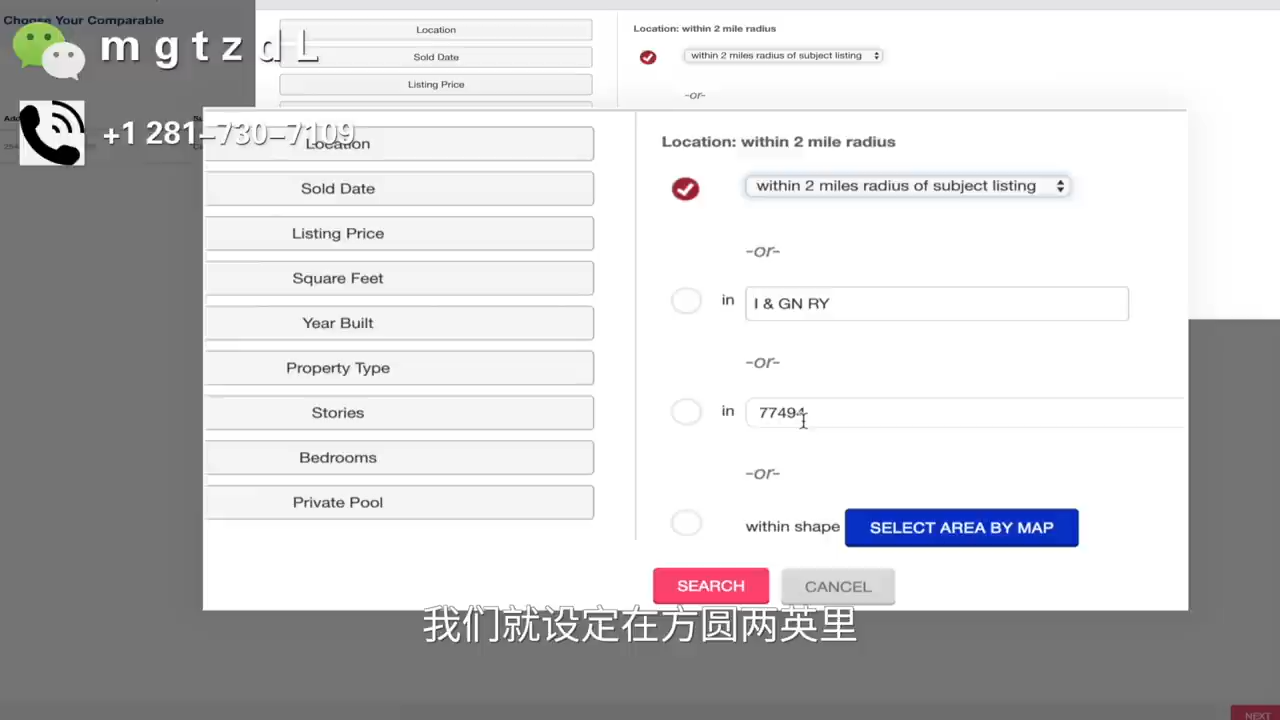 Choose Your Comparable
mgtzdL
+1 281-730-7109
Location
Sold Date
Listing Price
Location: within 2 mile radius
within 2 miles radius of subject listing
-or-
Location
Sold Date
Listing Price
Square Feet
Year Built
Property Type
Stories
Bedrooms
Private Pool
Location: within 2 mile radius
within 2 miles radius of subject listing
-or-
in I & GN RY
-or-
in 77494
-or-
within shape SELECT AREA BY MAP
SEARCH CANCEL
我们就设定在方圆两英里
NEXT